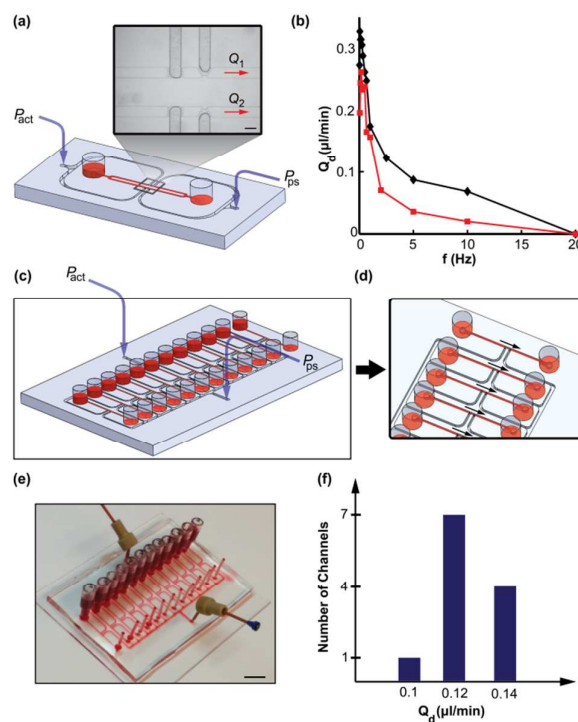 (a)
Q1
Q2
Pact
Pps
(b)
0.3
0.2
0.1
0
0
5
10
15
20
Qd(µl/min)
f (Hz)
(c)
Pact
Pps
(d)
(e)
(f)
7
4
1
0.1
0.12
0.14
Number of Channels
Qd(µl/min)